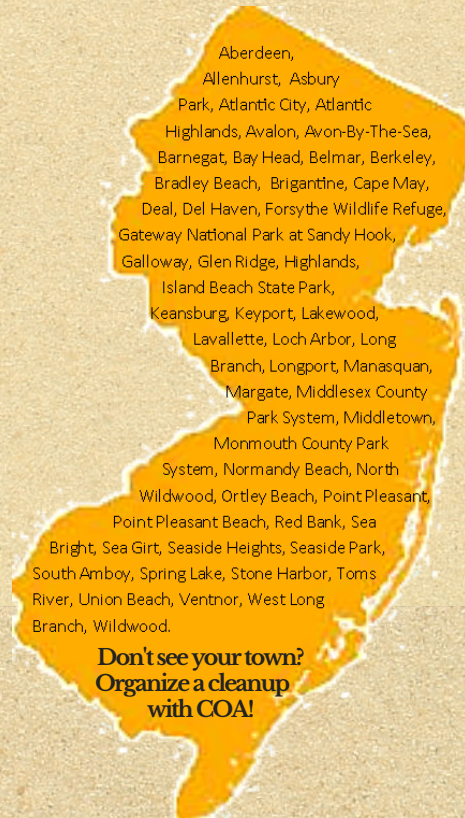 Aberdeen,
Allenhurst, Asbury
Park, Atlantic City, Atlantic
Highlands, Avalon, Avon-By-The-Sea,
Barnegat, Bay Head, Belmar, Berkeley,
Bradley Beach, Brigantine, Cape May,
Deal, Del Haven, Forsythe Wildlife Refuge,
Gateway National Park at Sandy Hook,
Galloway, Glen Ridge, Highlands,
Island Beach State Park,
Keansburg, Keyport, Lakewood,
Lavallette, Loch Arbor, Long
Branch, Longport, Manasquan,
Margate, Middlesex County
Park System, Middletown,
Monmouth County Park
System, Normandy Beach, North
Wildwood, Ortley Beach, Point Pleasant,
Point Pleasant Beach, Red Bank, Sea
Bright, Sea Girt, Seaside Heights, Seaside Park,
South Amboy, Spring Lake, Stone Harbor, Toms
River, Union Beach, Ventnor, West Long
Branch, Wildwood.
Don't see your town?
Organize a cleanup
with COA!